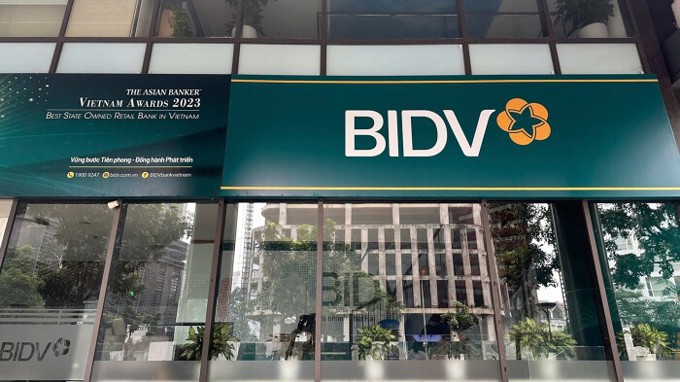 THE ASIAN BANKER
VIETNAM AWARDS 2023
BEST STATE OWNED RETAIL BANK IN VIETNAM
Vững bước Tiên phong - Đồng hành Phát triển
1900 9247 bidv.com.vn BIDVbankvietnam
BIDV
BIDV
BIDV